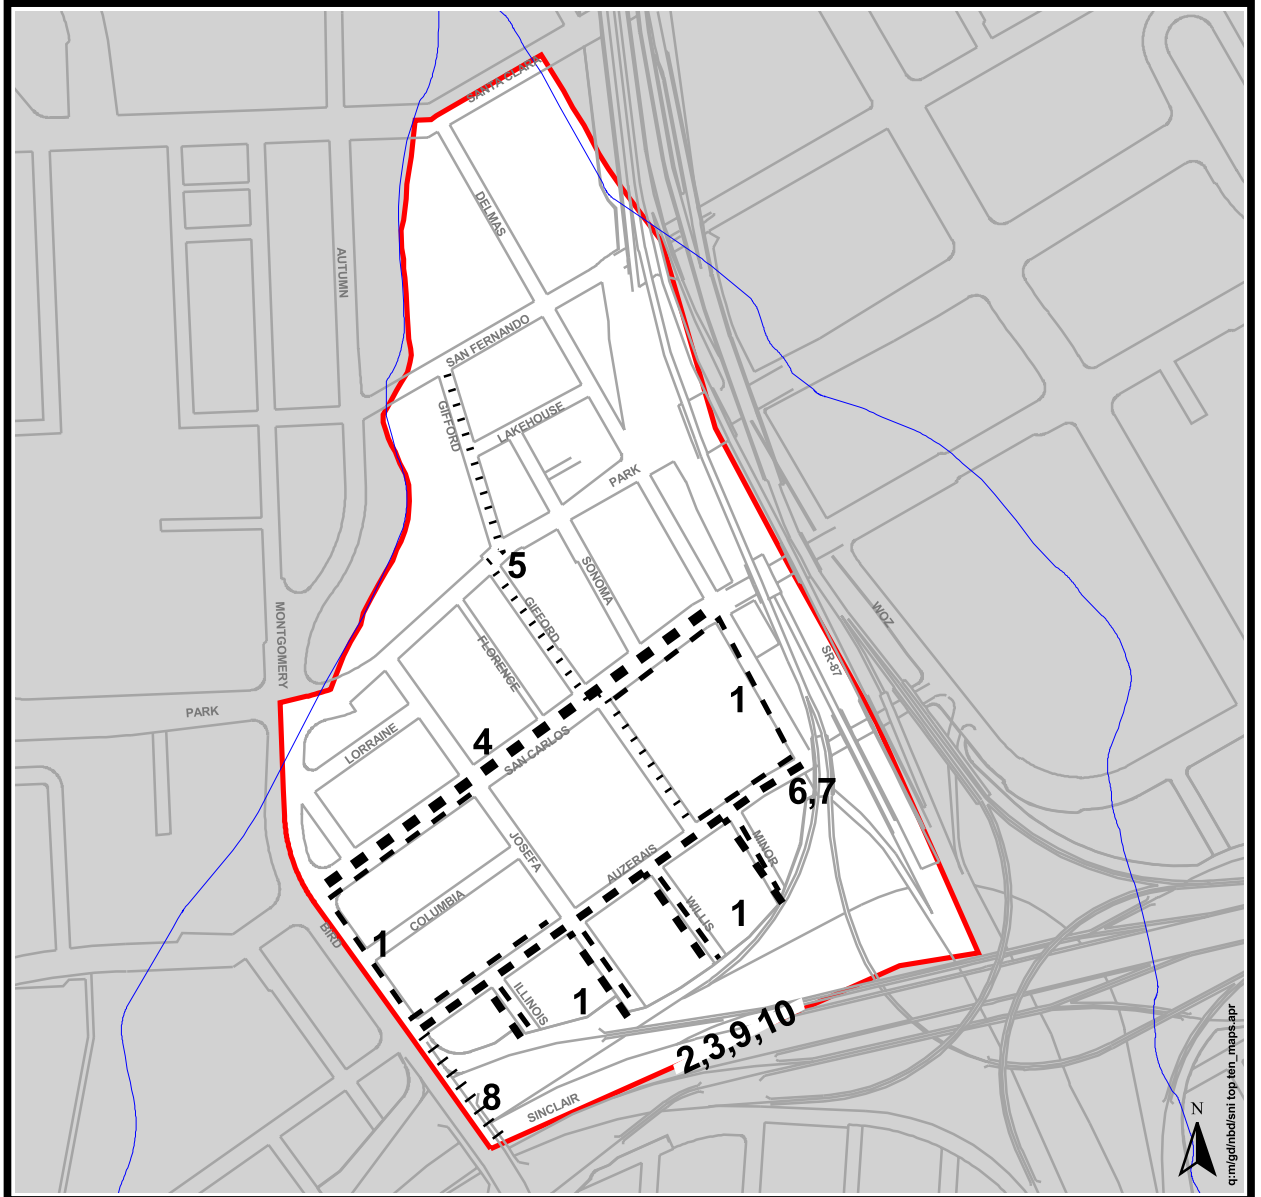 SANTA CLARA
DELMAS
AUTUMN
SAN FERNANDO
GIFFORD
LAKEHOUSE
PARK
5
SONOMA
GIFFORD
MONTGOMERY
FLORENCE
WOZ
SR-87
1
PARK
LORRAINE
4
SAN CARLOS
6,7
JOSEFA
MINOR
AUZERAIS
COLUMBIA
WILLIS
1
BIRD
1
ILLINOIS
1
2,3,9,10
8
SINCLAIR
N
q:m/gd/nbd/sni top ten_maps.apr